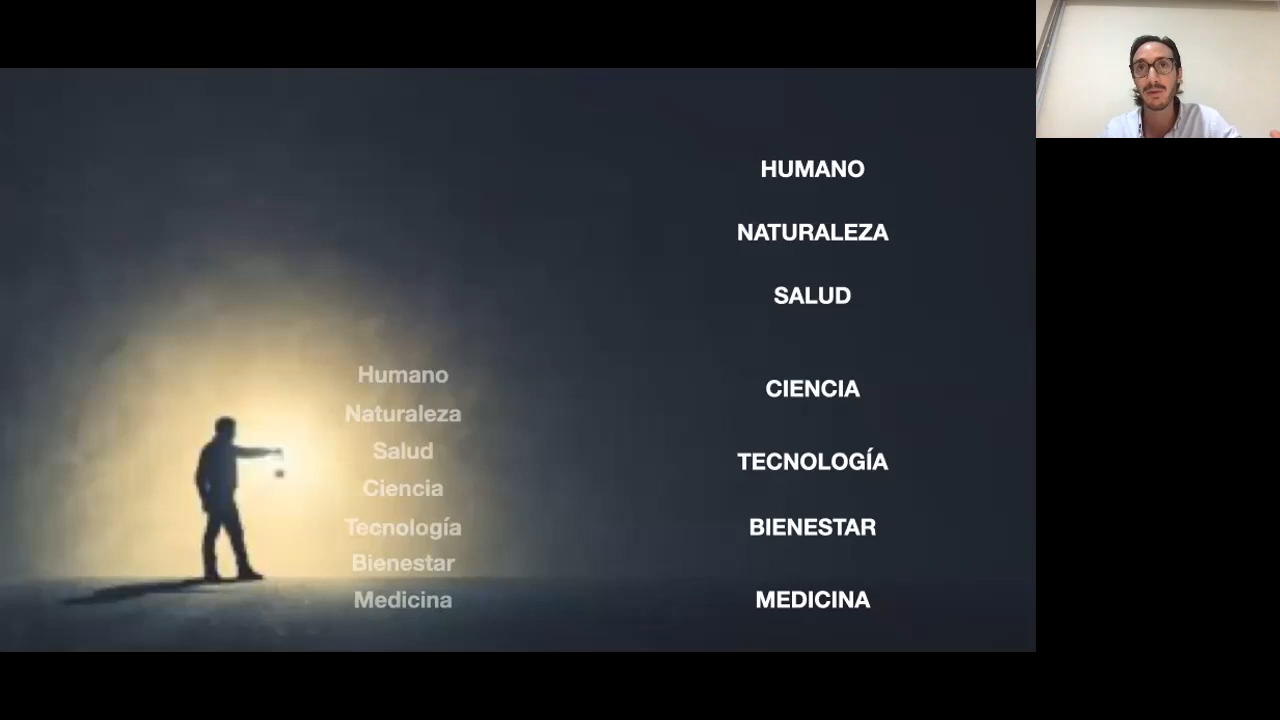 HUMANO
NATURALEZA
SALUD
CIENCIA
TECNOLOGÍA
BIENESTAR
MEDICINA
Humano
Naturaleza
Salud
Ciencia
Tecnología
Bienestar
Medicina